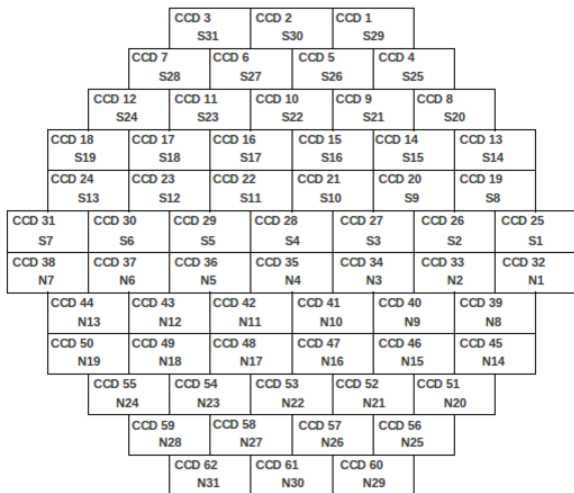 CCD 3 CCD 2 CCD 1
S31 S30 S29
CCD 7 CCD 6 CCD 5 CCD 4
S28 S27 S26 S25
CCD 12 CCD 11 CCD 10 CCD 9 CCD 8
S24 S23 S22 S21 S20
CCD 18 CCD 17 CCD 16 CCD 15 CCD 14 CCD 13
S19 S18 S17 S16 S15 S14
CCD 24 CCD 23 CCD 22 CCD 21 CCD 20 CCD 19
S13 S12 S11 S10 S9 S8
CCD 31 CCD 30 CCD 29 CCD 28 CCD 27 CCD 26 CCD 25
S7 S6 S5 S4 S3 S2 S1
CCD 38 CCD 37 CCD 36 CCD 35 CCD 34 CCD 33 CCD 32
N7 N6 N5 N4 N3 N2 N1
CCD 44 CCD 43 CCD 42 CCD 41 CCD 40 CCD 39
N13 N12 N11 N10 N9 N8
CCD 50 CCD 49 CCD 48 CCD 47 CCD 46 CCD 45
N19 N18 N17 N16 N15 N14
CCD 55 CCD 54 CCD 53 CCD 52 CCD 51
N24 N23 N22 N21 N20
CCD 59 CCD 58 CCD 57 CCD 56
N28 N27 N26 N25
CCD 62 CCD 61 CCD 60
N31 N30 N29